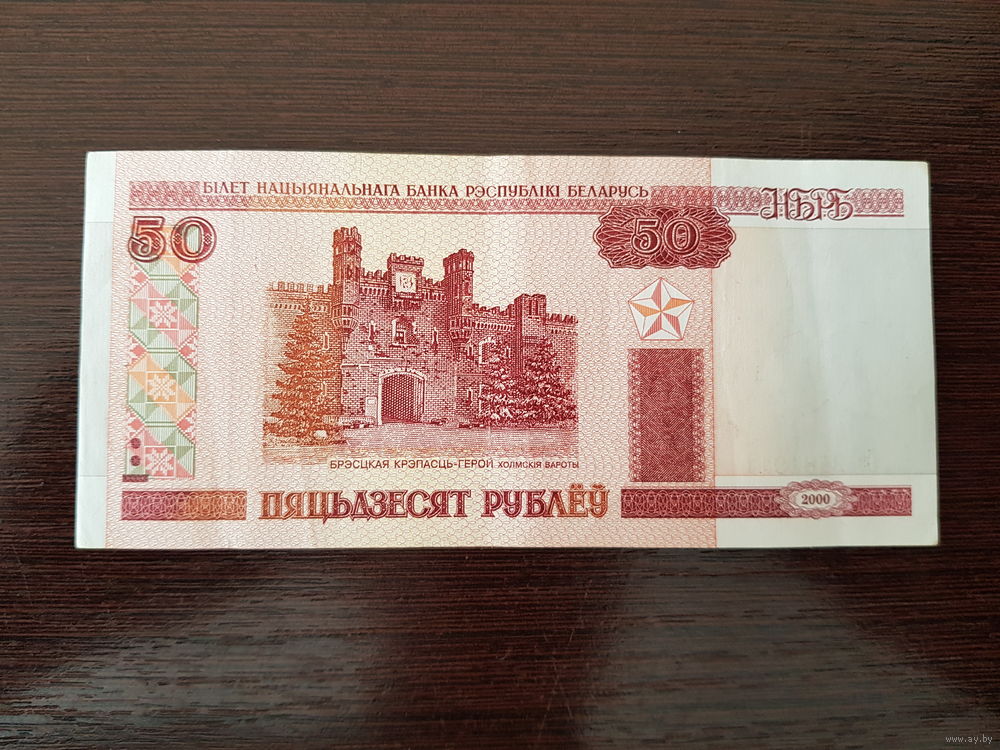 БІЛЕТ НАЦЫЯНАЛЬНАГА БАНКА РЭСПУБЛІКІ БЕЛАРУСЬ
НБРБ
50
50
БРЭСЦКАЯ КРЭПАСЦЬ-ГЕРОЙ ХОЛМСКІЯ ВАРОТЫ
ПЯЦЬДЗЕСЯТ РУБЛЁЎ
2000
www.ay.by